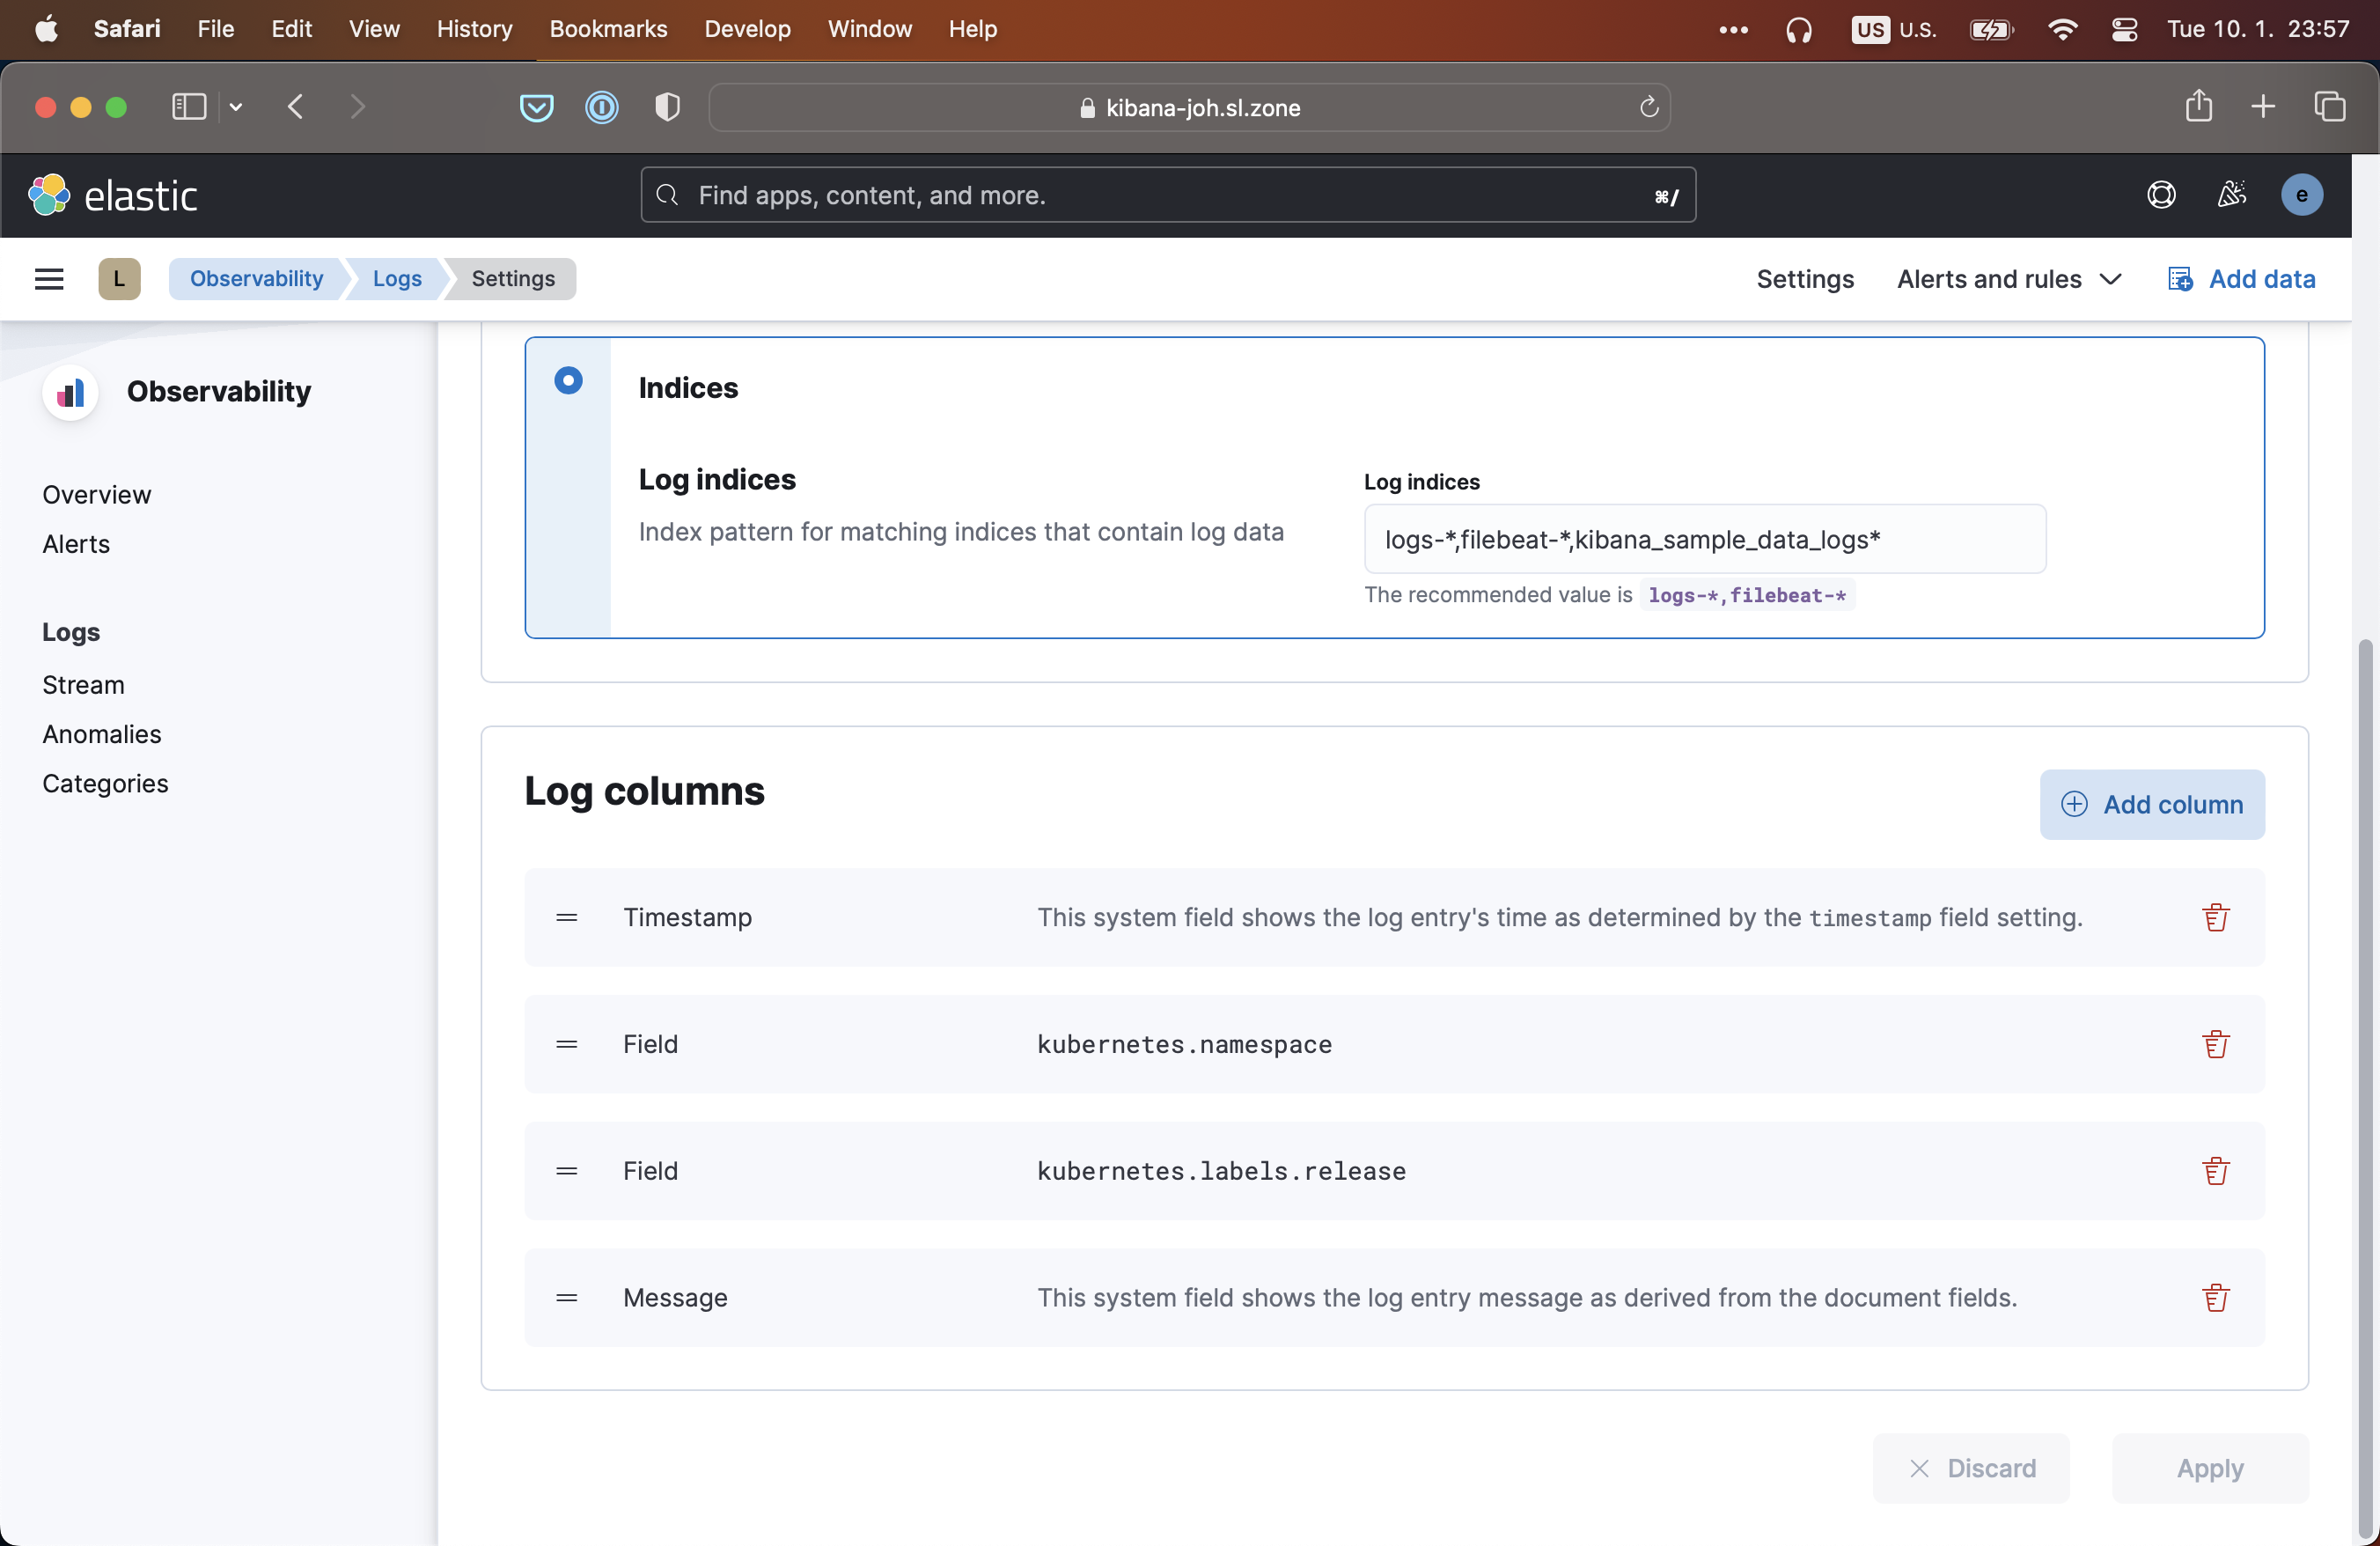 Safari File Edit View History Bookmarks Develop Window Help ••• US U.S. Tue 10. 1. 23:57
kibana-joh.sl.zone
elastic Find apps, content, and more. ⌘/ e
L Observability Logs Settings Settings Alerts and rules Add data
Observability
Overview
Alerts
Logs
Stream
Anomalies
Categories
Indices
Log indices
Index pattern for matching indices that contain log data
Log indices
logs-*,filebeat-*,kibana_sample_data_logs*
The recommended value is logs-*,filebeat-*
Log columns
Add column
Timestamp This system field shows the log entry's time as determined by the timestamp field setting.
Field kubernetes.namespace
Field kubernetes.labels.release
Message This system field shows the log entry message as derived from the document fields.
Discard Apply